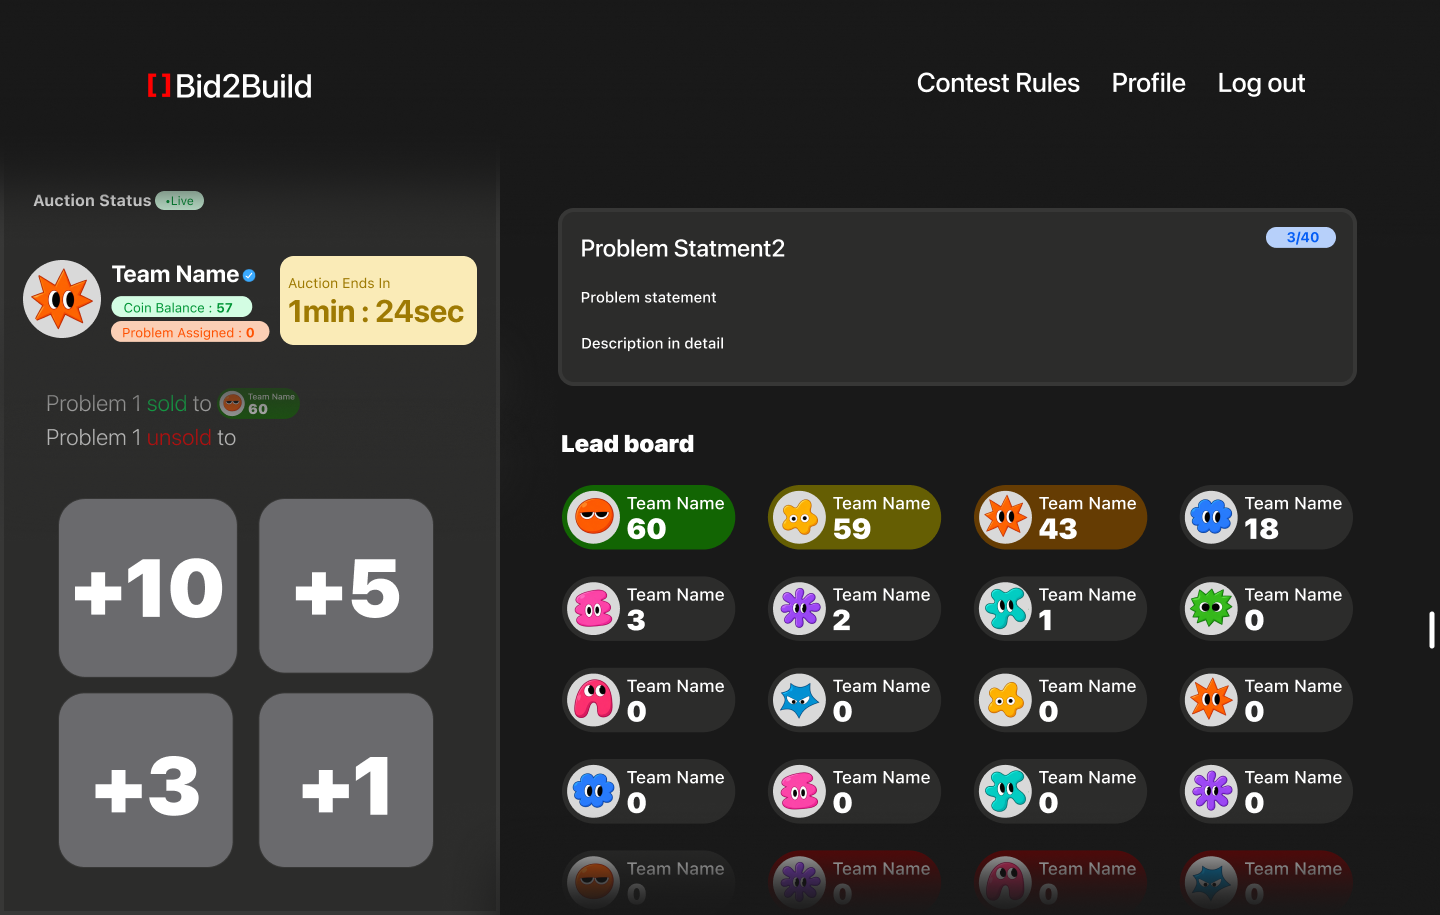 [ ] Bid2Build
Contest Rules Profile Log out
Auction Status •Live
Team Name
Coin Balance : 57
Problem Assigned : 0
Auction Ends In
1min : 24sec
Problem 1 sold to Team Name 60
Problem 1 unsold to
+10 +5
+3 +1
Problem Statment2 3/40
Problem statement
Description in detail
Lead board
Team Name Team Name Team Name Team Name
60 59 43 18
Team Name Team Name Team Name Team Name
3 2 1 0
Team Name Team Name Team Name Team Name
0 0 0 0
Team Name Team Name Team Name Team Name
0 0 0 0
Team Name Team Name Team Name Team Name
0 0 0 0